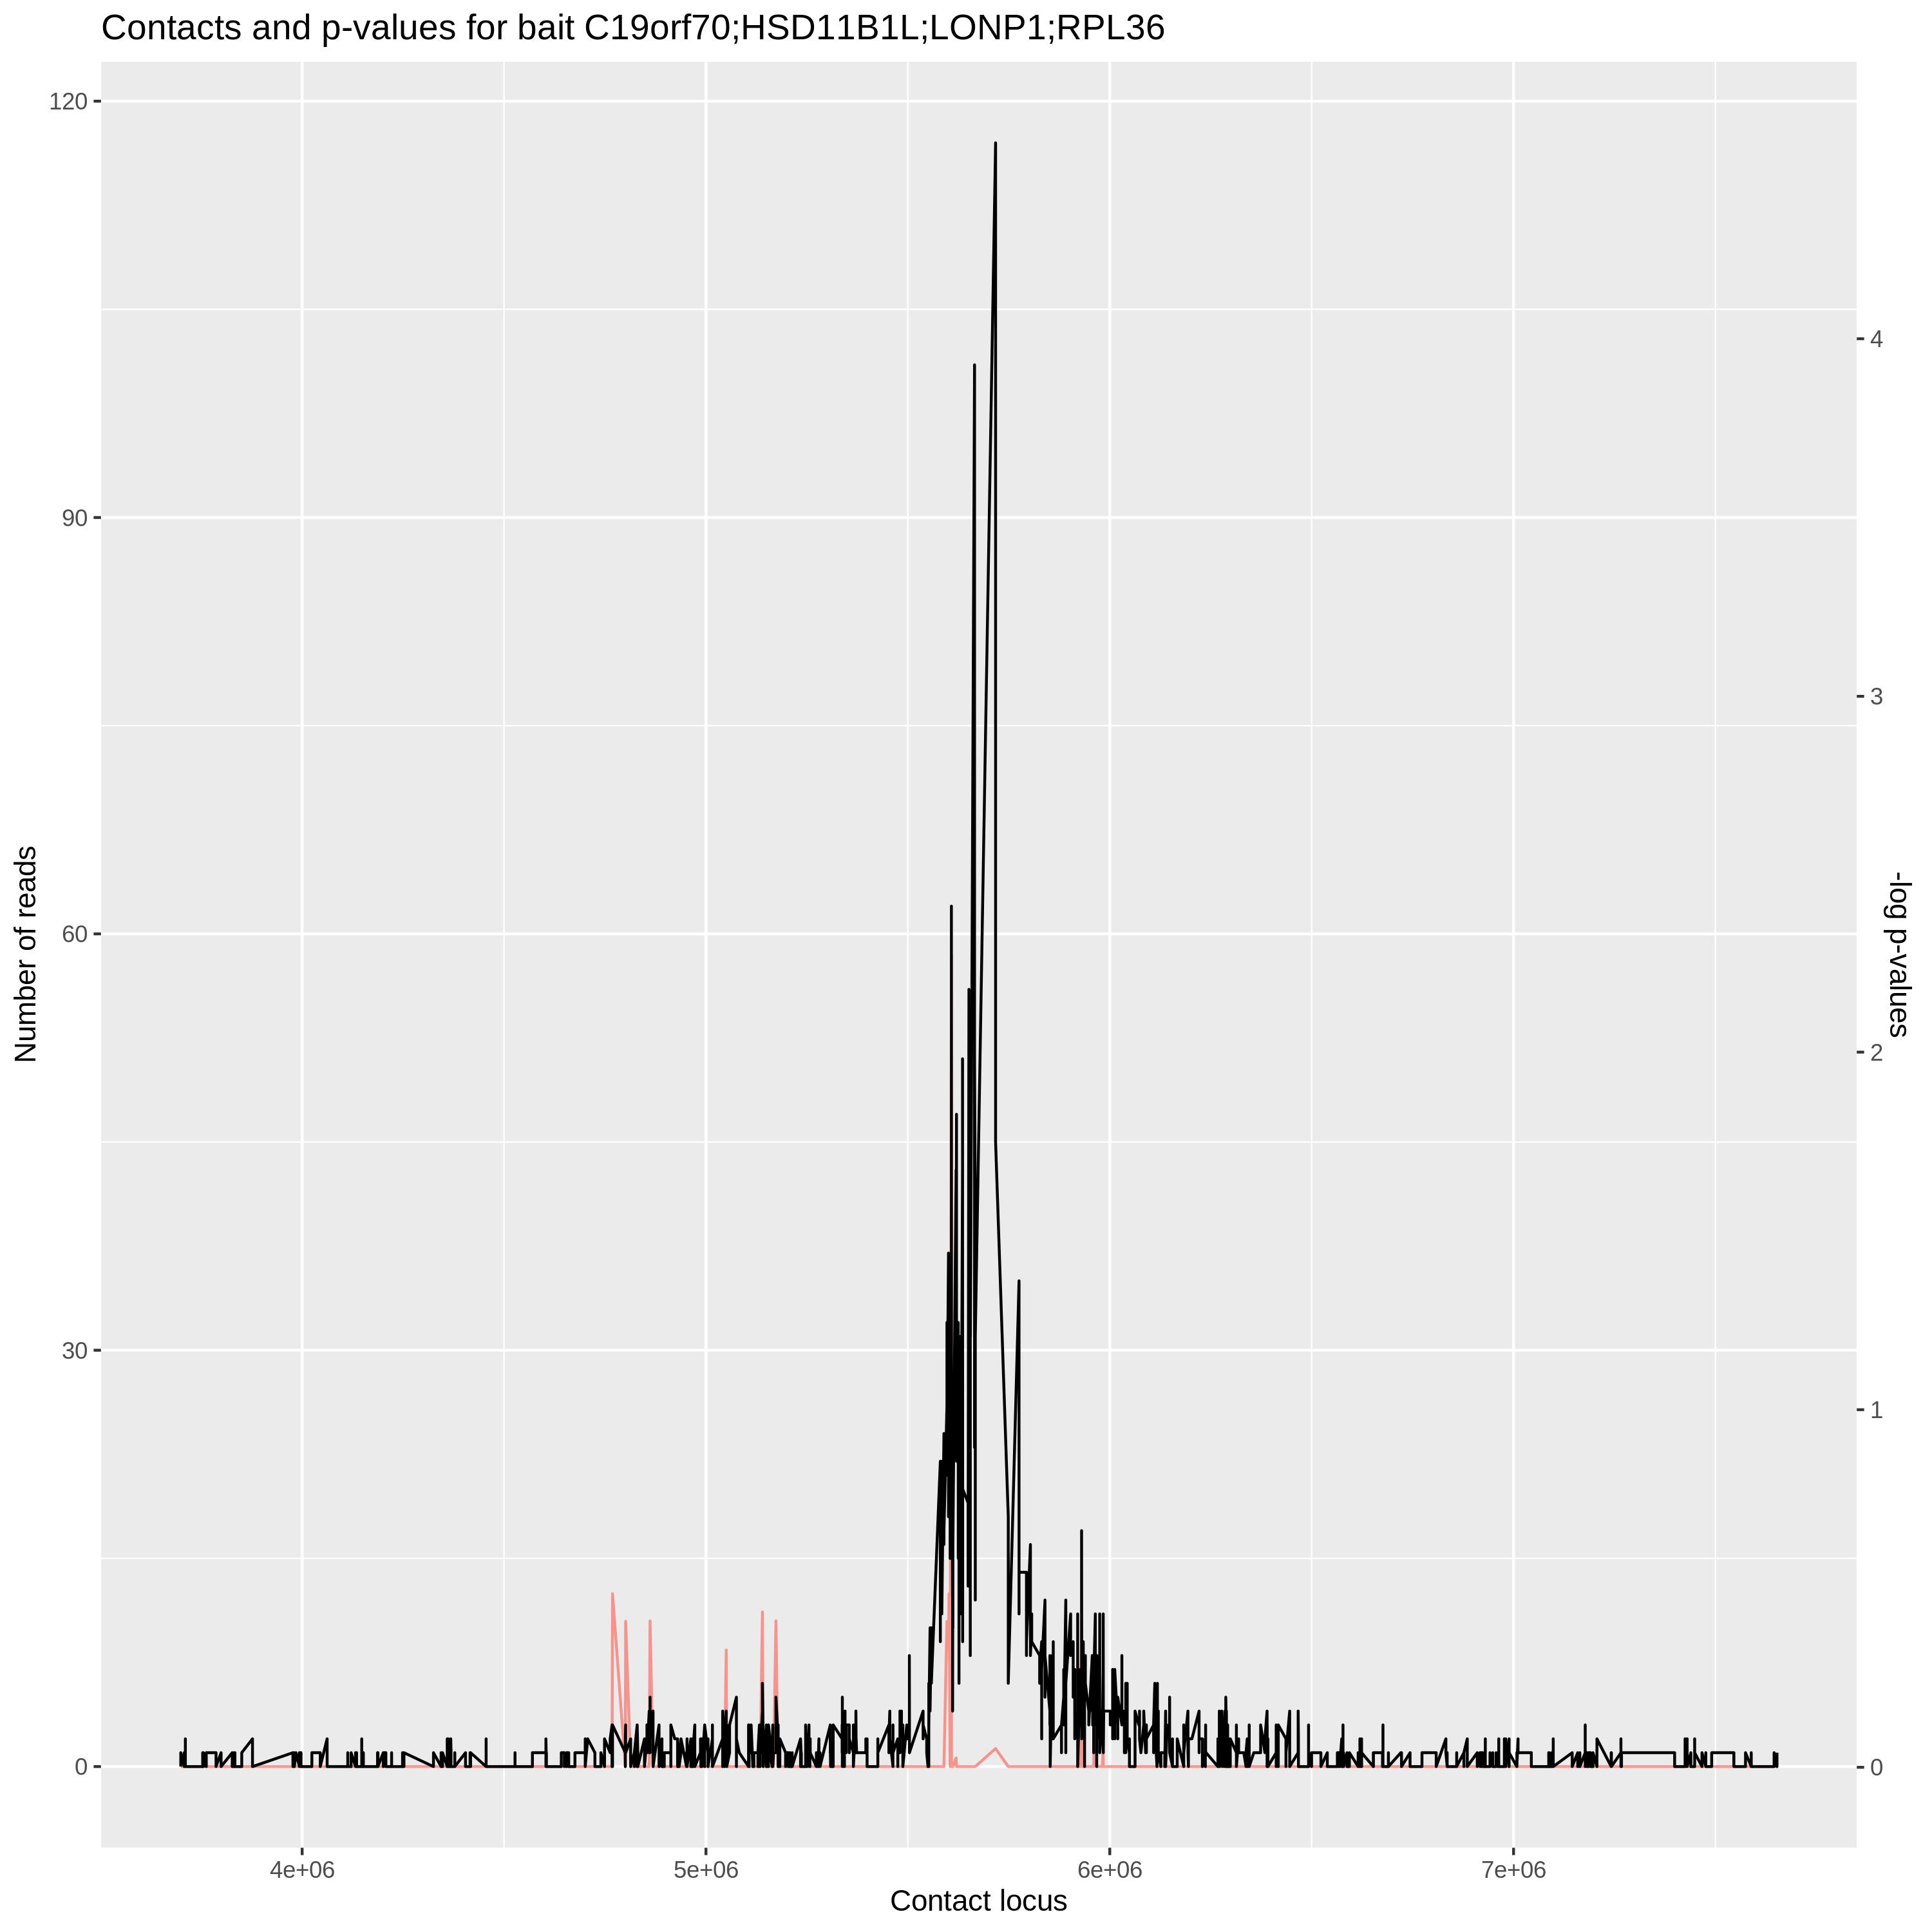 Contacts and p-values for bait C19orf70;HSD11B1L;LONP1;RPL36
120
90
60
30
0
Number of reads
4
3
2
1
0
-log p-values
4e+06 5e+06 6e+06 7e+06
Contact locus